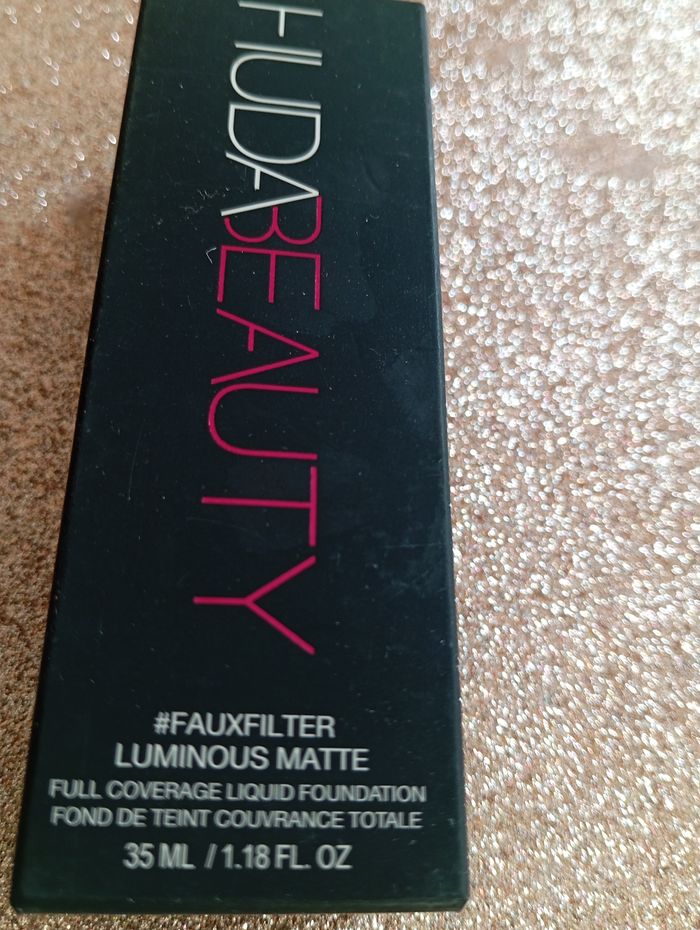 HUDABEAUTY
#FAUXFILTER
LUMINOUS MATTE
FULL COVERAGE LIQUID FOUNDATION
FOND DE TEINT COUVRANCE TOTALE
35 ML / 1.18 FL. OZ